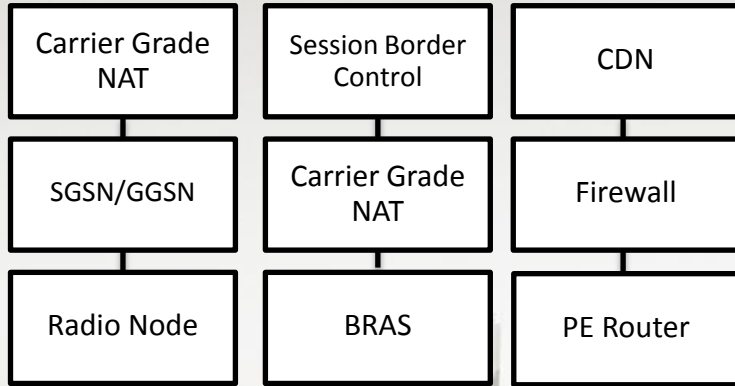 Carrier Grade
NAT
Session Border
Control
CDN
SGSN/GGSN
Carrier Grade
NAT
Firewall
Radio Node
BRAS
PE Router